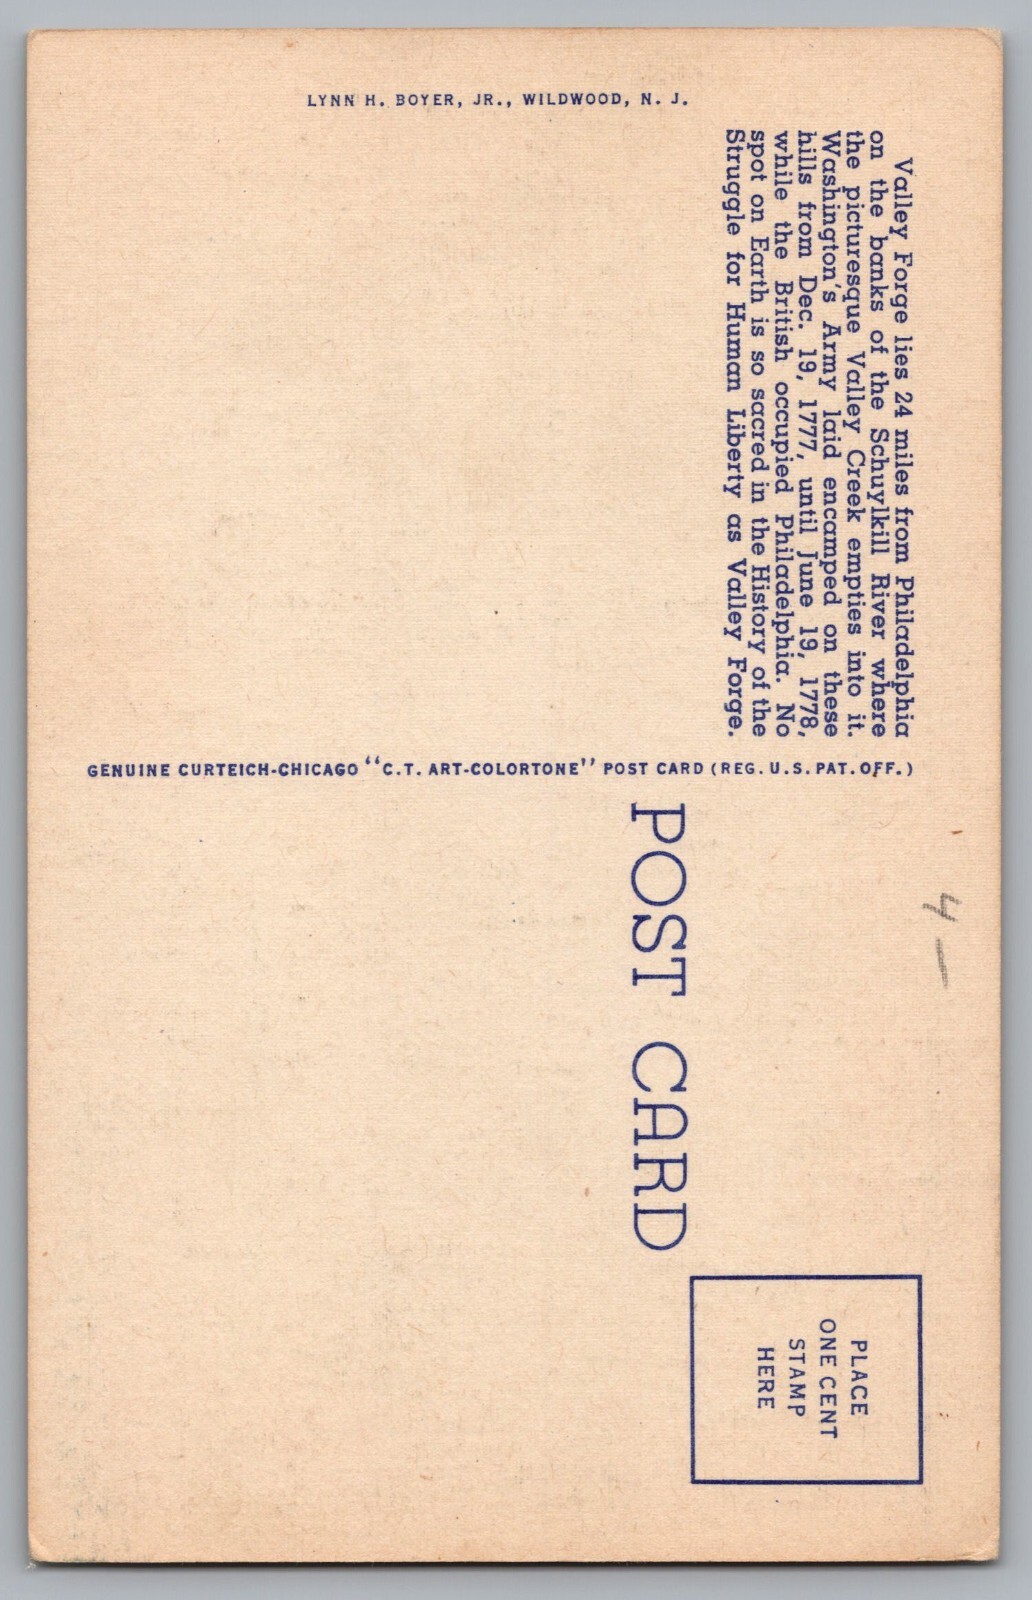 LYNN H. BOYER, JR., WILDWOOD, N. J.
Valley Forge lies 24 miles from Philadelphia
on the banks of the Schuylkill River where
the picturesque Valley Creek empties into it.
Washington's Army laid encamped on these
hills from Dec. 19, 1777, until June 19, 1778,
while the British occupied Philadelphia. No
spot on Earth is so sacred in the History of the
Struggle for Human Liberty as Valley Forge.
GENUINE CURTEICH-CHICAGO "C.T. ART-COLORTONE" POST CARD (REG. U.S. PAT. OFF.)
4 —
POST CARD
PLACE
ONE CENT
STAMP
HERE